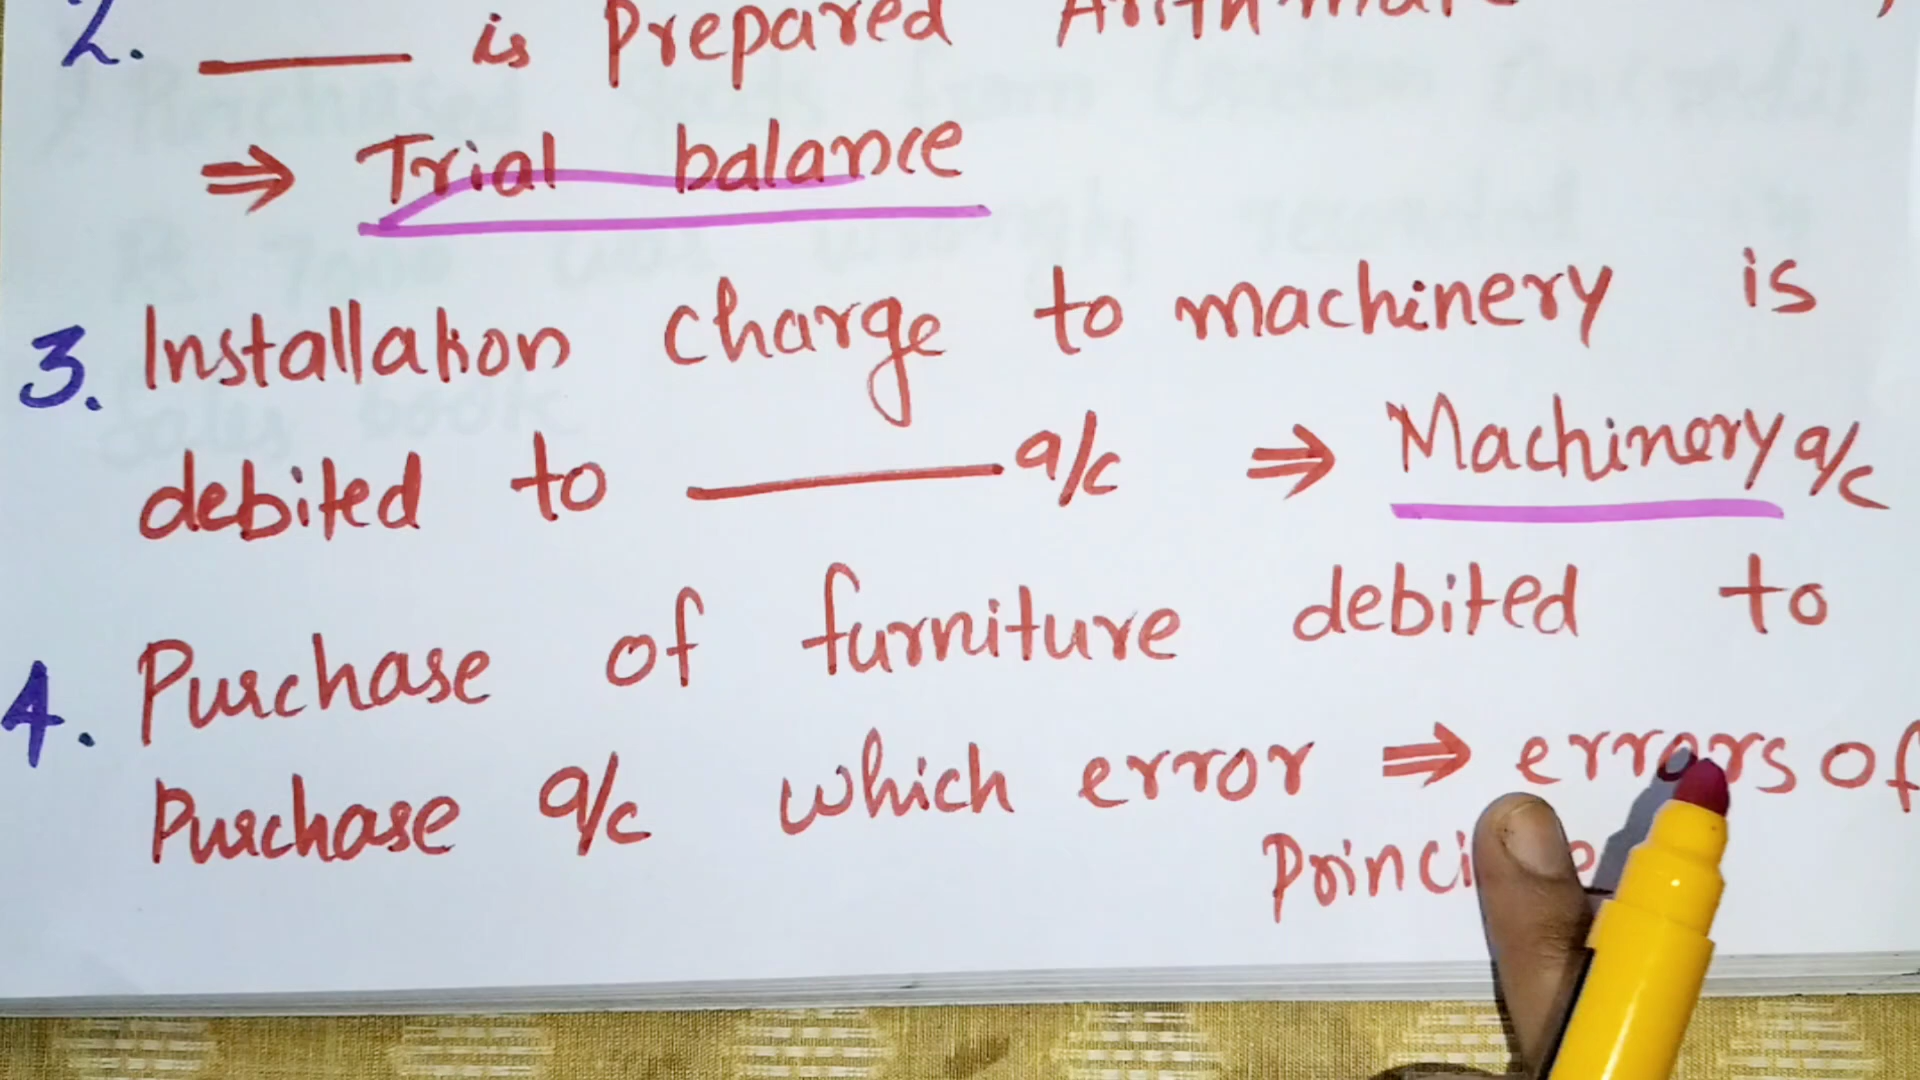 2. ____ is Prepared
⇒ Trial balance
3. Installation charge to machinery is
debited to ____ a/c ⇒ Machinery a/c
4. Purchase of furniture debited to
Purchase a/c which error ⇒ errors of